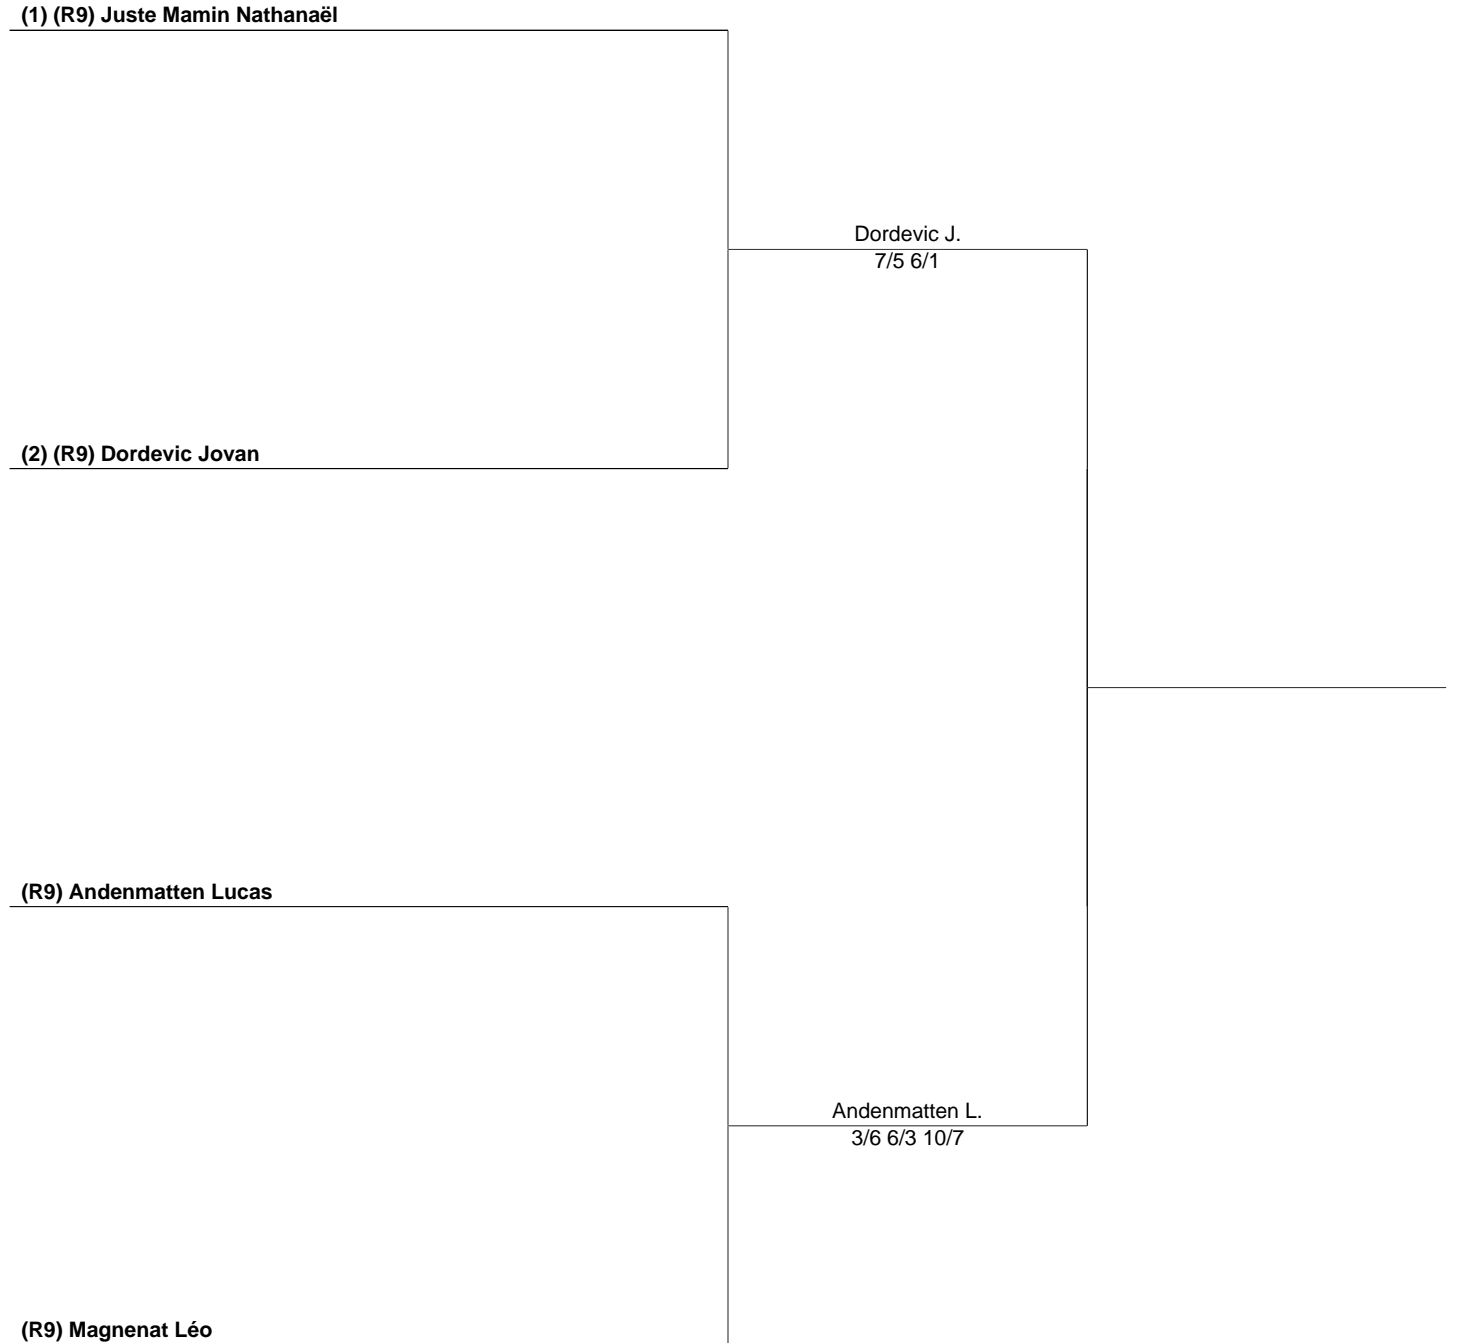 (1) (R9) Juste Mamin Nathanaël
Dordevic J.
7/5 6/1
(2) (R9) Dordevic Jovan
(R9) Andenmatten Lucas
Andenmatten L.
3/6 6/3 10/7
(R9) Magnenat Léo